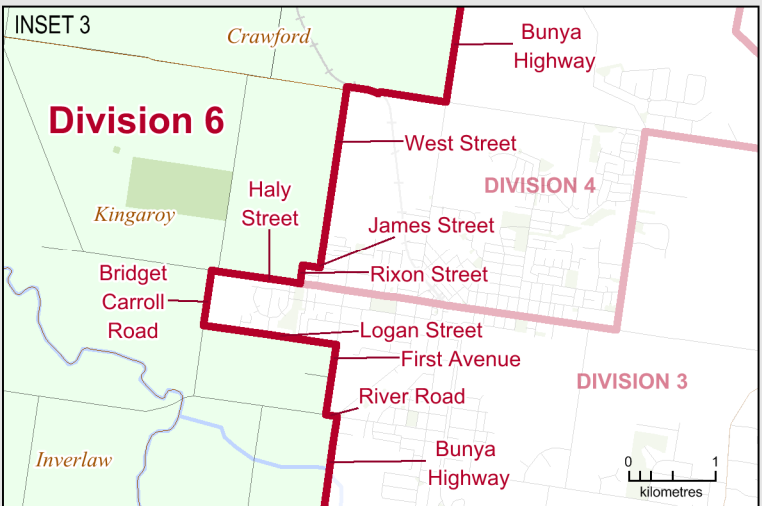 INSET 3
Crawford
Bunya
Highway
Division 6
West Street
DIVISION 4
Haly
Street
Kingaroy
James Street
Bridget
Carroll
Road
Rixon Street
Logan Street
First Avenue
DIVISION 3
River Road
Inverlaw
Bunya
Highway
0 1
kilometres